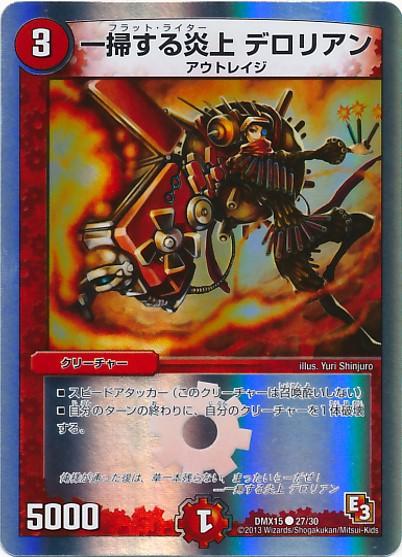 3
フラット・ライター
一掃する炎上 デロリアン
アウトレイジ
クリーチャー
illus. Yuri Shinjuro
□ スピードアタッカー (このクリーチャーは召喚酔いしない)
□ 自分のターンの終わりに、自分のクリーチャーを1体破壊
する。
俺様が通った後は、草一本残らない、まったいらーだぜ!
―一掃する炎上 デロリアン
5000
1
DMX15 ● 27/30
E3
©2013 Wizards/Shogakukan/Mitsui-Kids